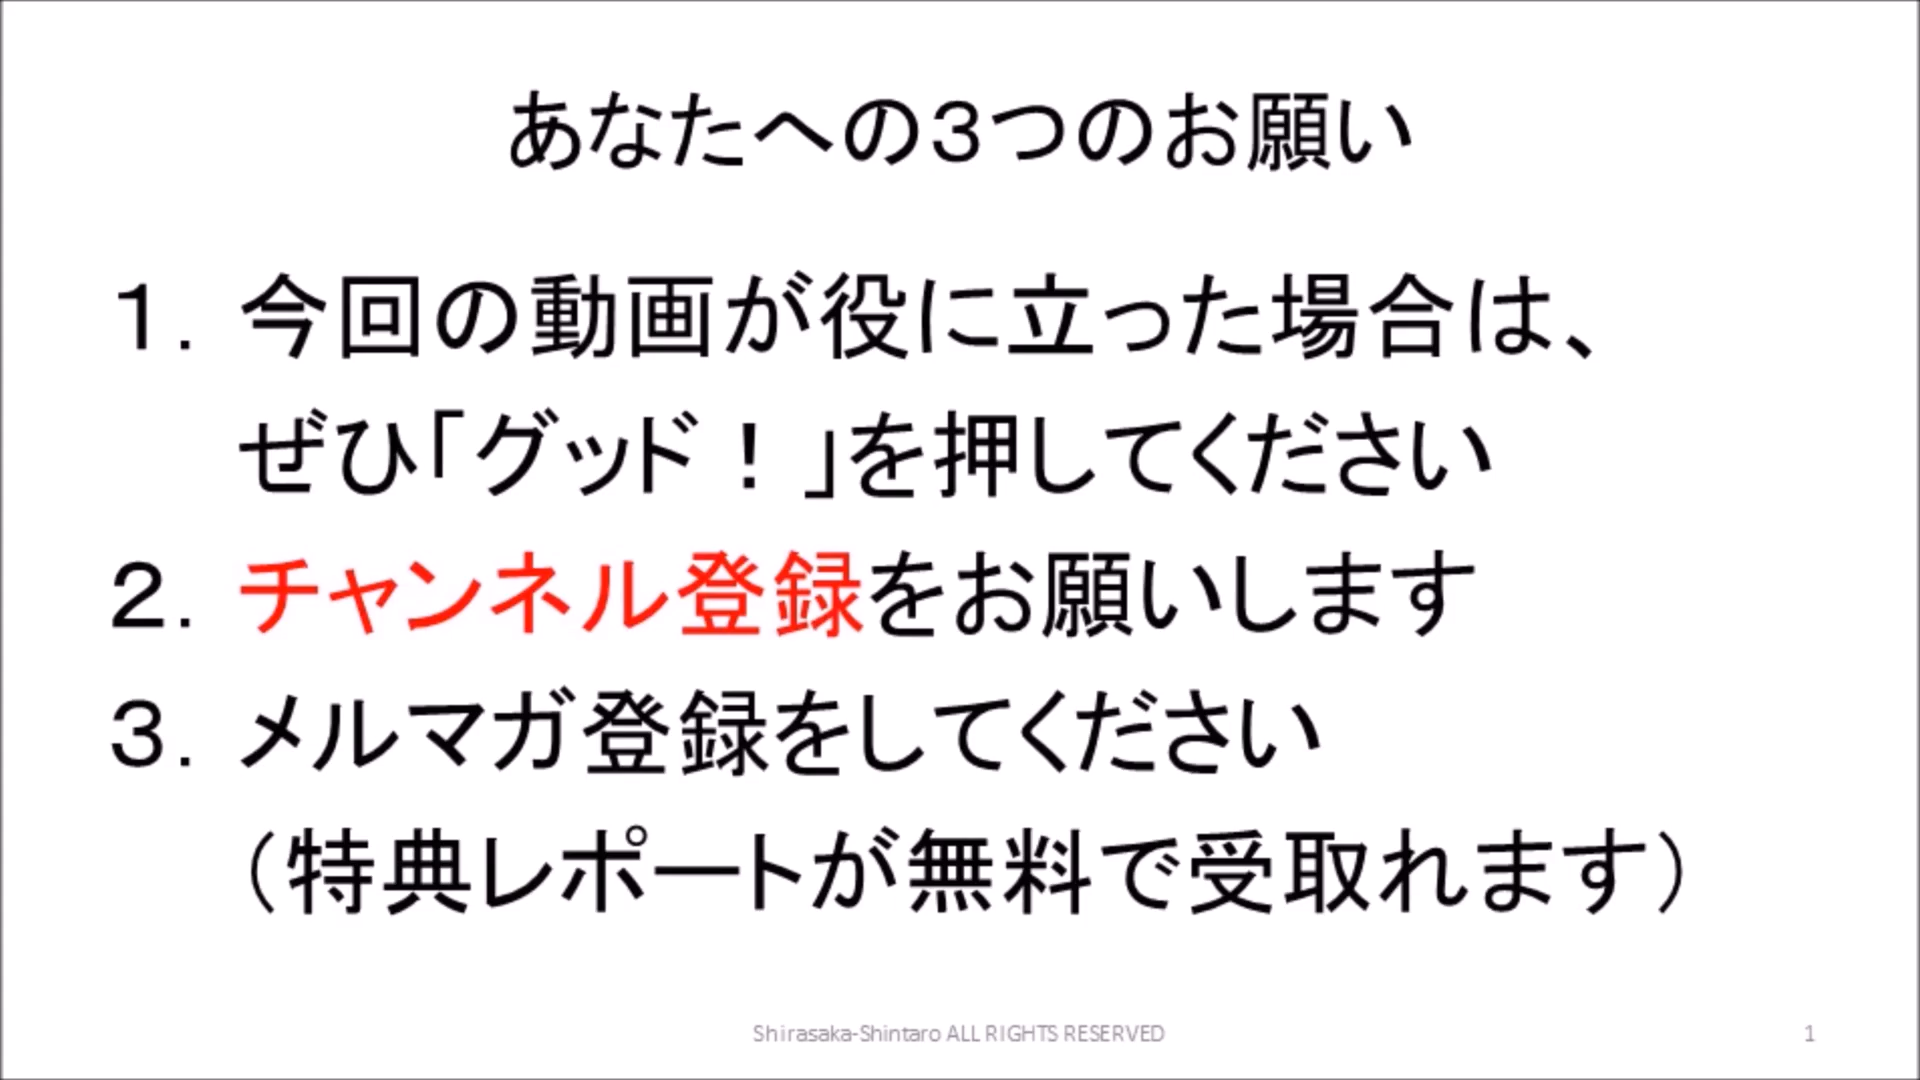 あなたへの３つのお願い
１．今回の動画が役に立った場合は、
ぜひ「グッド！」を押してください
２．チャンネル登録をお願いします
３．メルマガ登録をしてください
（特典レポートが無料で受取れます）
Shirasaka-Shintaro ALL RIGHTS RESERVED
1